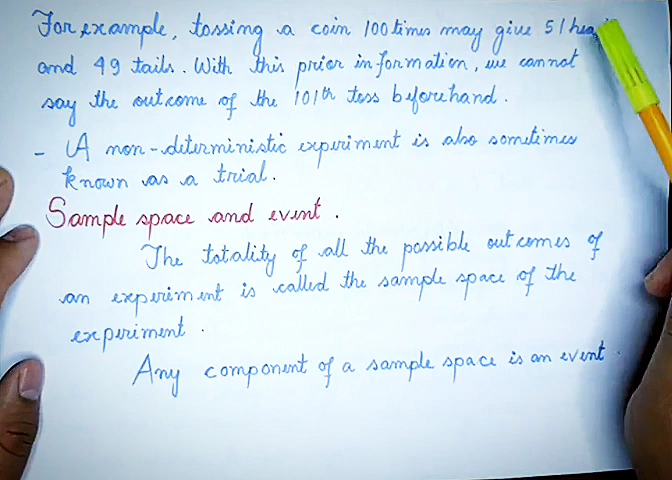 For example, tossing a coin 100 times may give 51
and 49 tails. With this prior information, we cannot
say the outcome of the 101th toss beforehand.
- A non-deterministic experiment is also sometimes
known as a trial.
Sample space and event.
The totality of all the possible outcomes of
an experiment is called the sample space of the
experiment.
Any component of a sample space is an event.